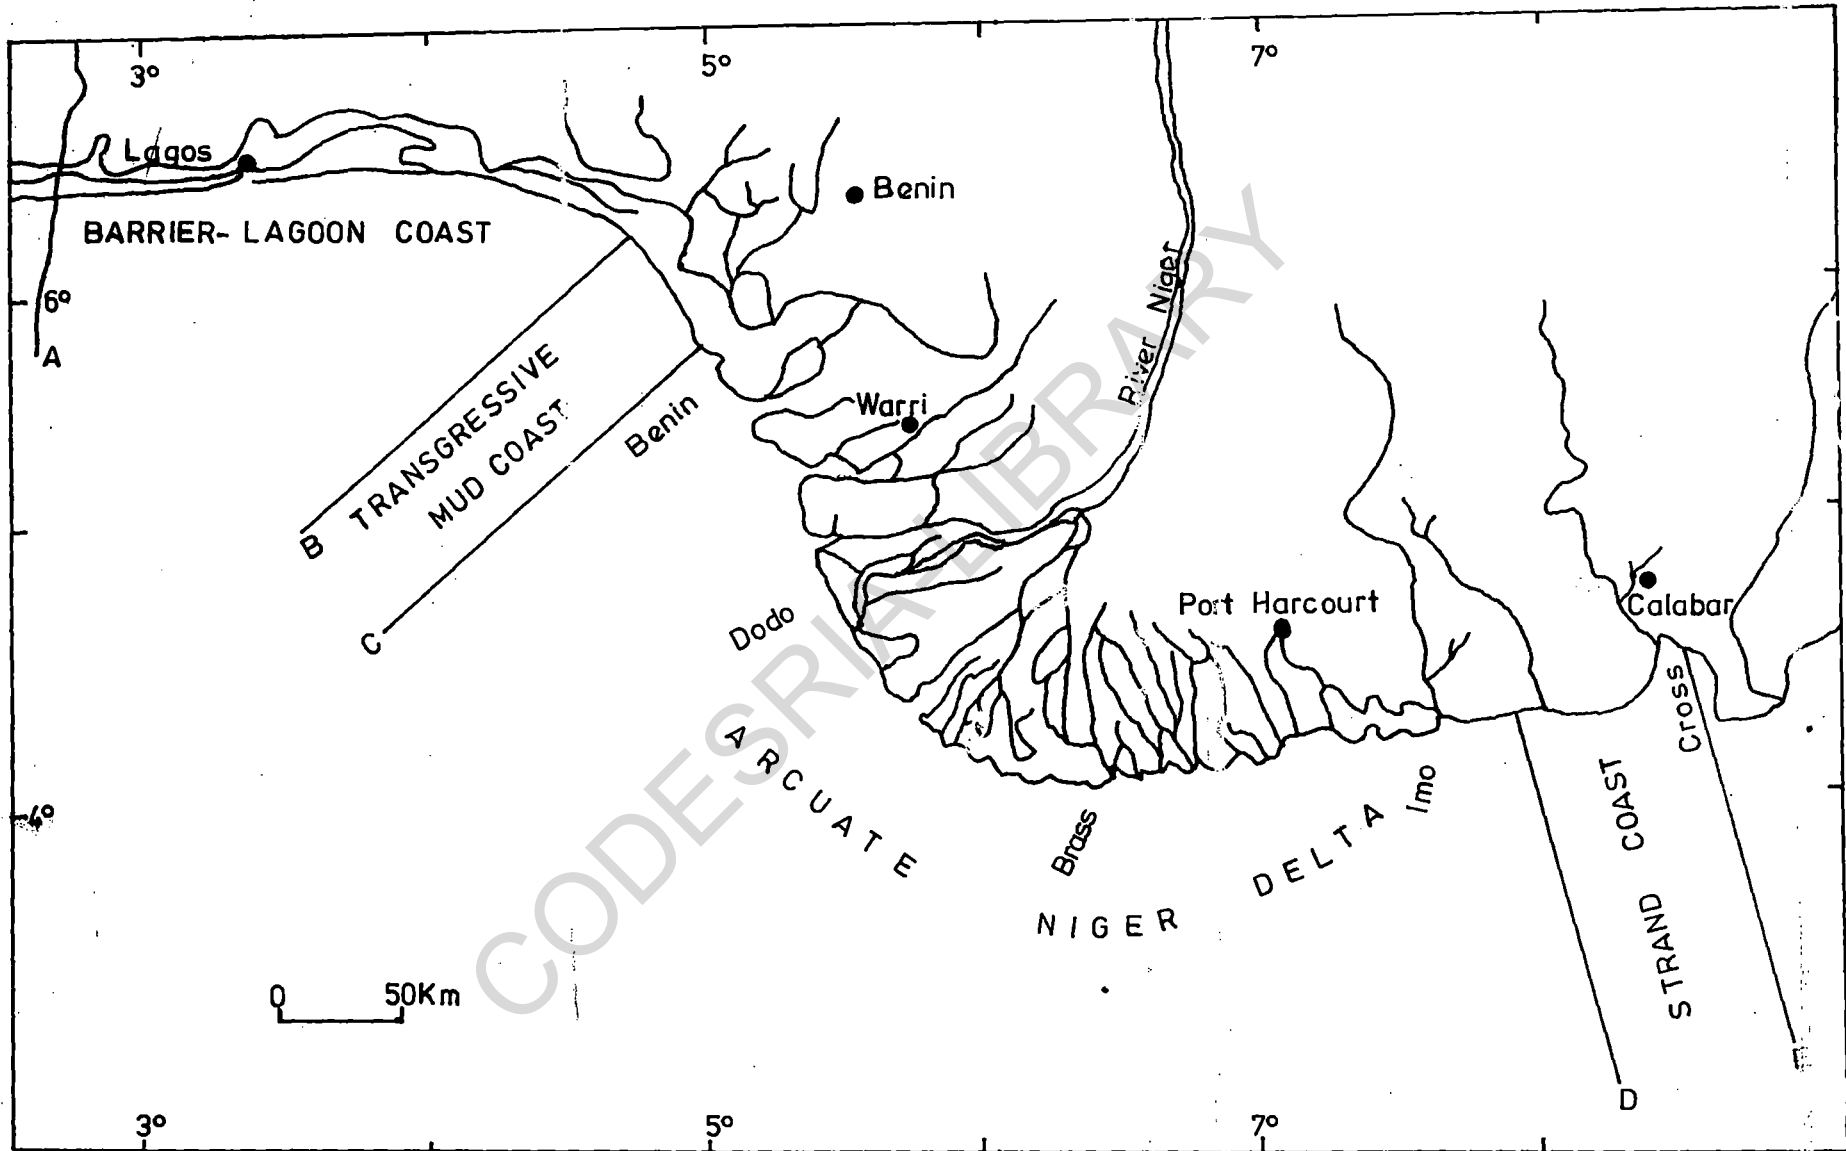 3°
5°
7°
Lagos
Benin
BARRIER- LAGOON COAST
River Niger
6°
A
TRANSGRESSIVE
MUD COAST
Benin
Warri
B
C
Dodo
Port Harcourt
Calabar
Cross
ARCUATE
NIGER
DELTA
Brass
Imo
4°
STRAND COAST
0 50Km
D
3°
5°
7°
CODESRIA-LIBRARY